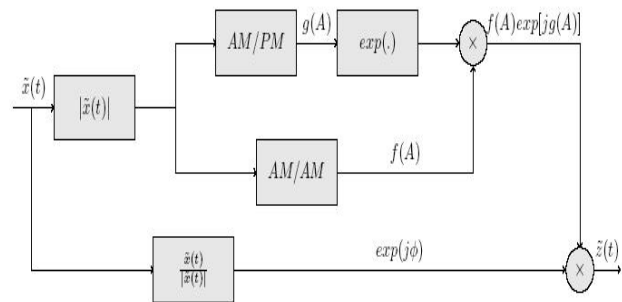 g(A)
f(A)exp[jg(A)]
AM/PM
exp(.)
×
x̃(t)
|x̃(t)|
f(A)
AM/AM
exp(jϕ)
z̃(t)
x̃(t)
|x̃(t)|
×